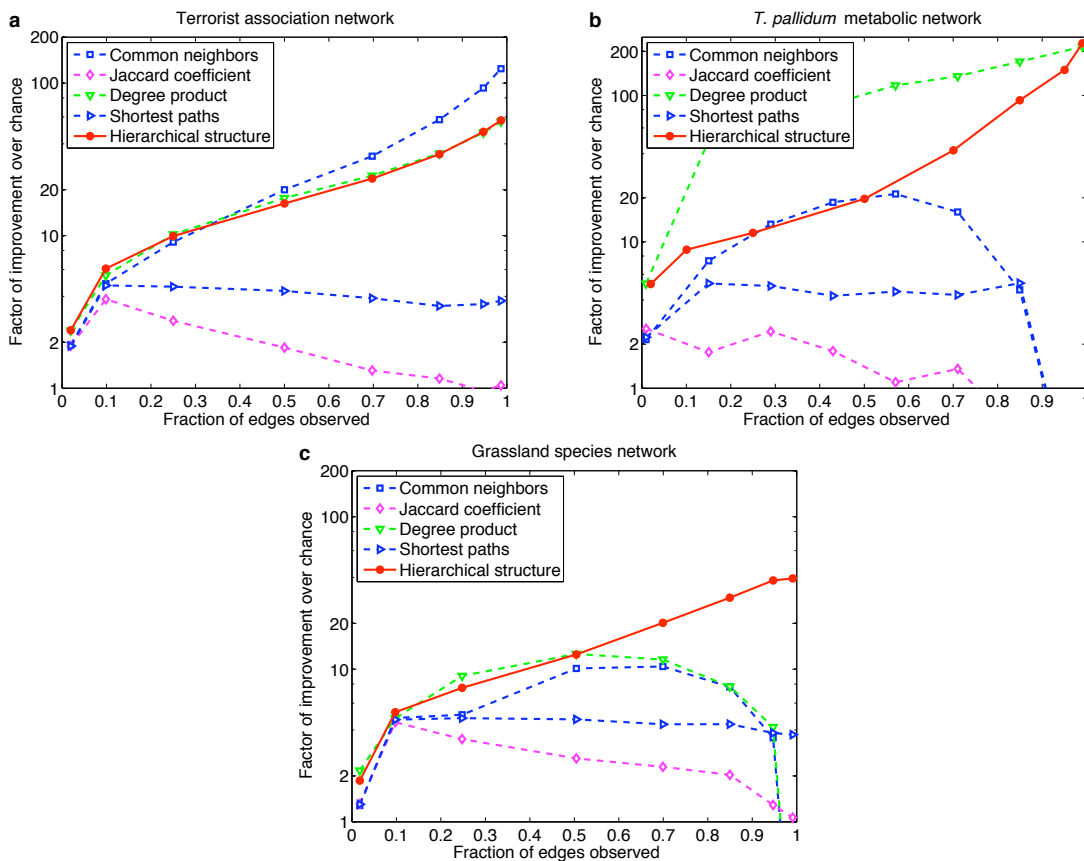 a
Terrorist association network
200
100
20
10
2
1
Factor of improvement over chance
Common neighbors
Jaccard coefficient
Degree product
Shortest paths
Hierarchical structure
0 0.1 0.2 0.3 0.4 0.5 0.6 0.7 0.8 0.9 1
Fraction of edges observed
b
T. pallidum metabolic network
200
100
20
10
2
1
Factor of improvement over chance
Common neighbors
Jaccard coefficient
Degree product
Shortest paths
Hierarchical structure
0 0.1 0.2 0.3 0.4 0.5 0.6 0.7 0.8 0.9 1
Fraction of edges observed
c
Grassland species network
200
100
20
10
2
1
Factor of improvement over chance
Common neighbors
Jaccard coefficient
Degree product
Shortest paths
Hierarchical structure
0 0.1 0.2 0.3 0.4 0.5 0.6 0.7 0.8 0.9 1
Fraction of edges observed